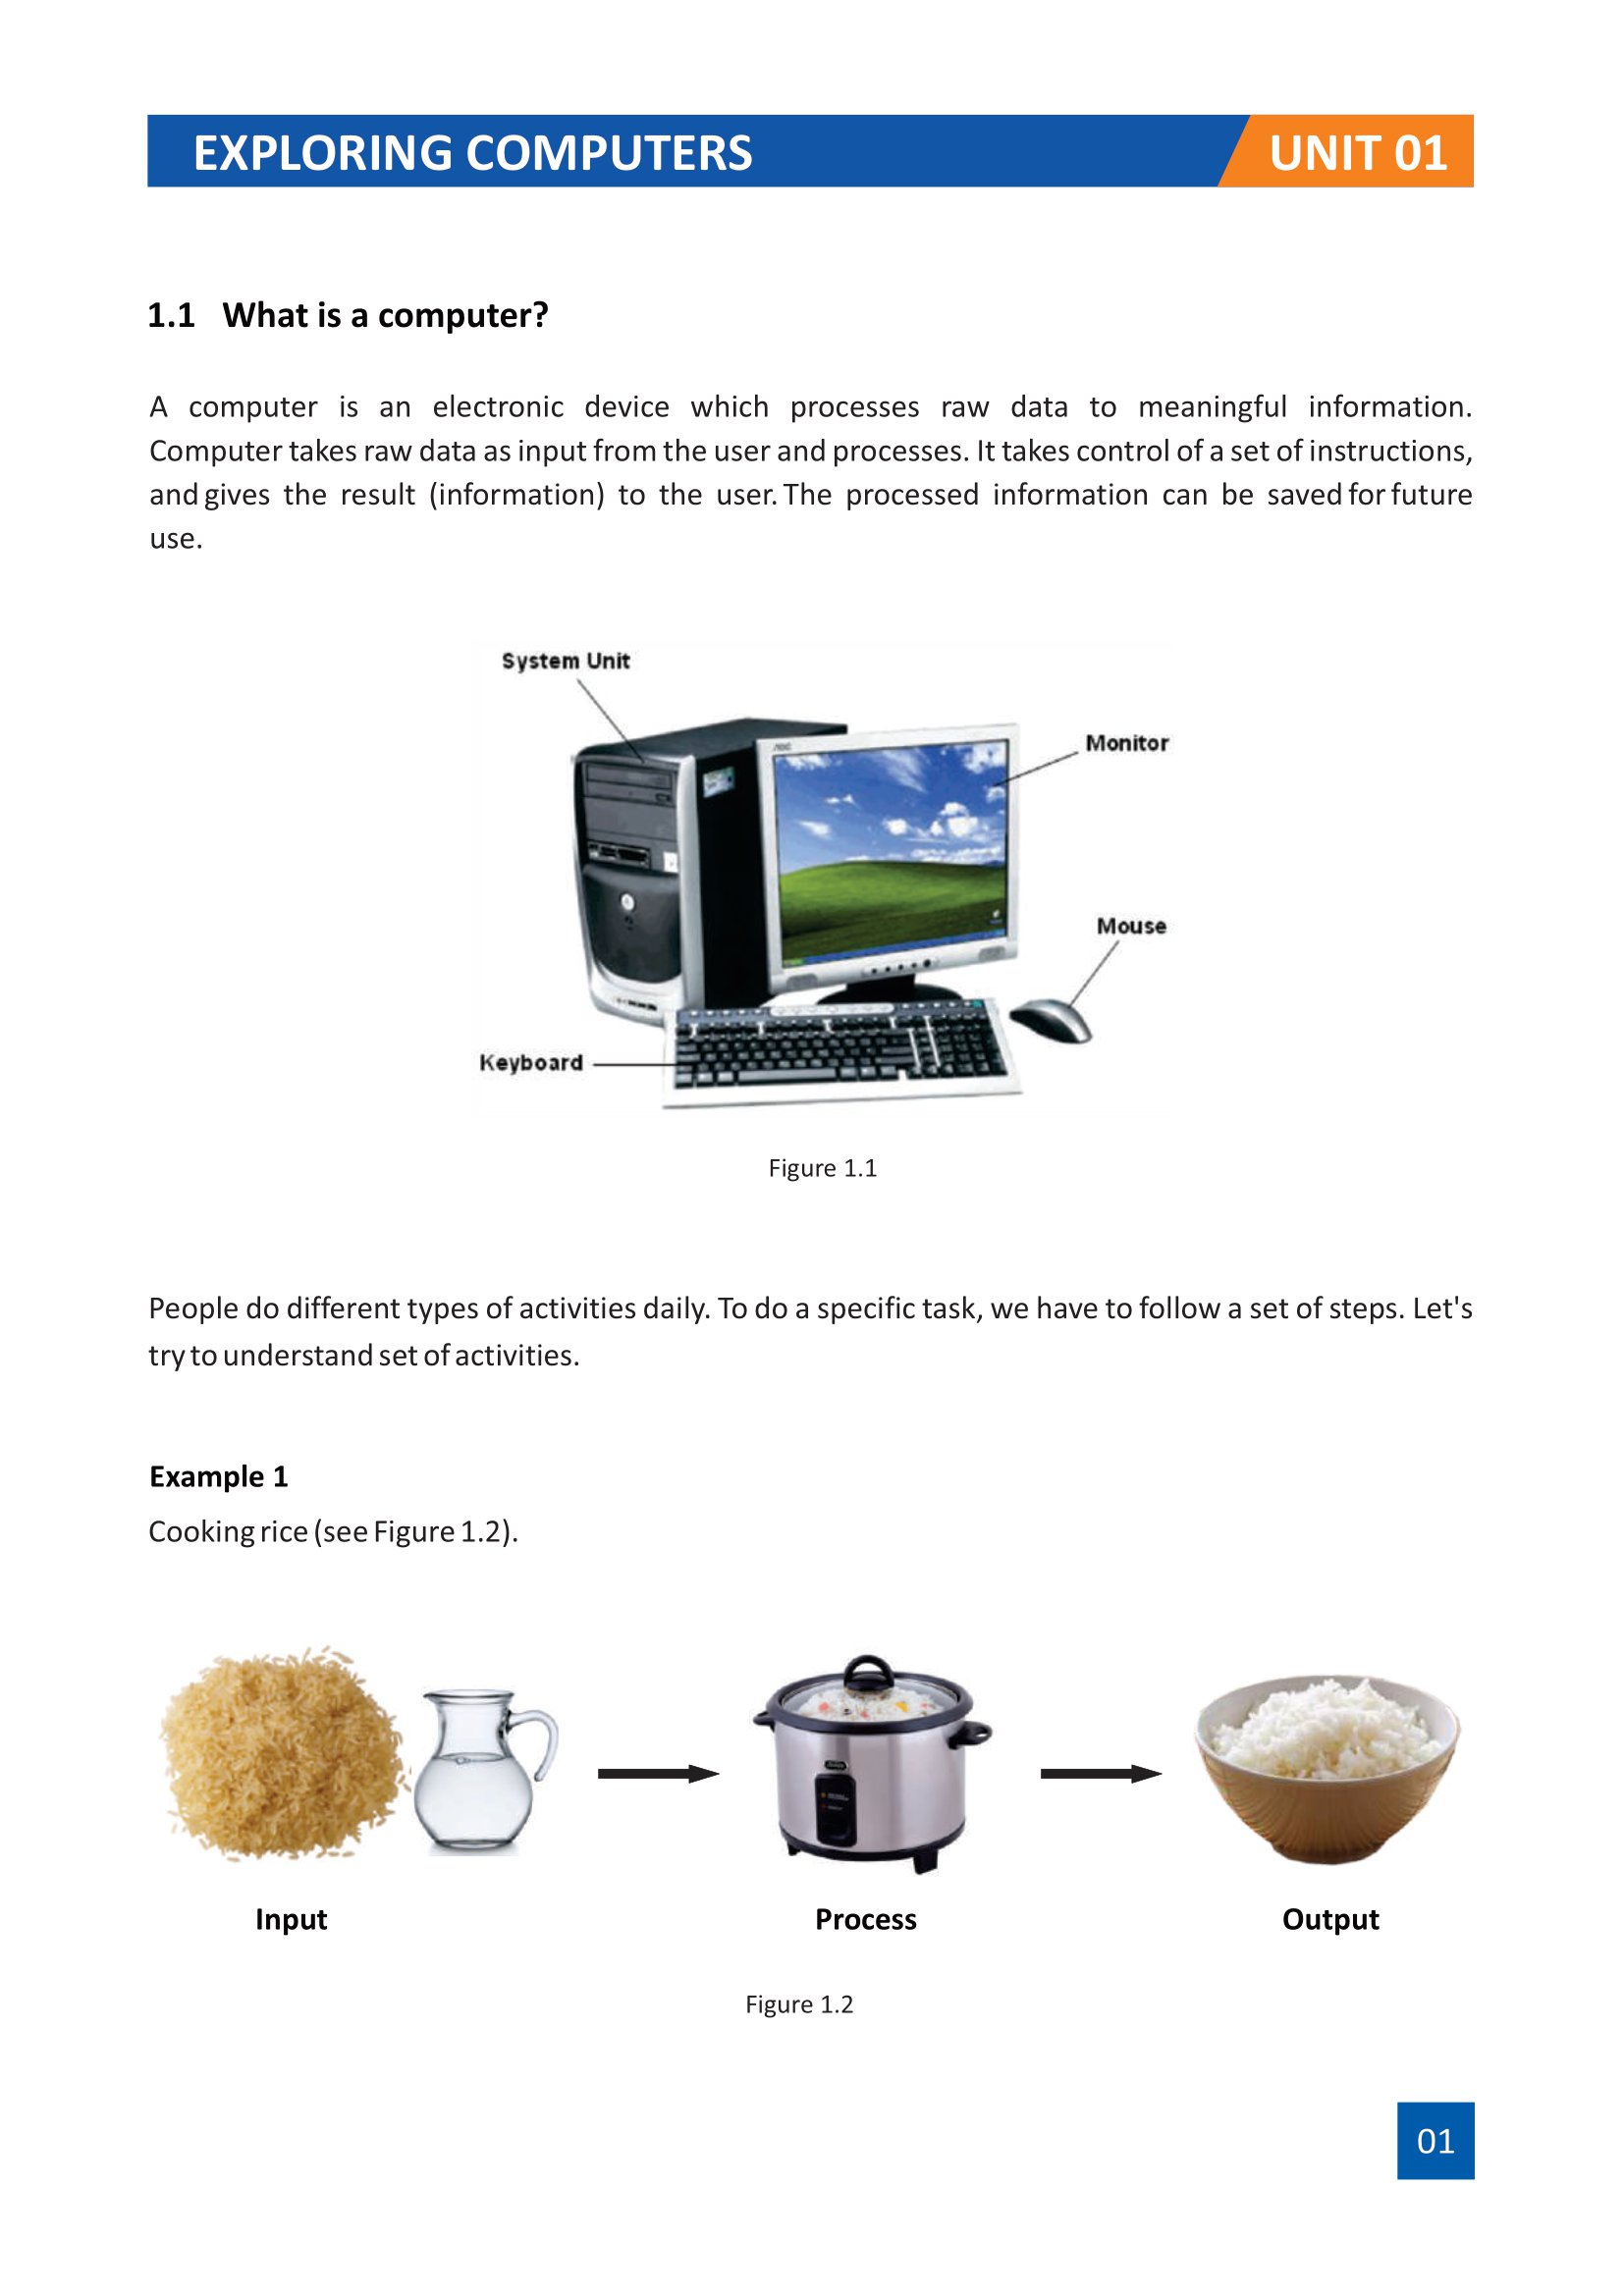 EXPLORING COMPUTERS UNIT 01
1.1 What is a computer?
A computer is an electronic device which processes raw data to meaningful information.
Computer takes raw data as input from the user and processes. It takes control of a set of instructions,
and gives the result (information) to the user. The processed information can be saved for future
use.
System Unit
Monitor
Mouse
Keyboard
Figure 1.1
People do different types of activities daily. To do a specific task, we have to follow a set of steps. Let's
try to understand set of activities.
Example 1
Cooking rice (see Figure 1.2).
Input Process Output
Figure 1.2
01